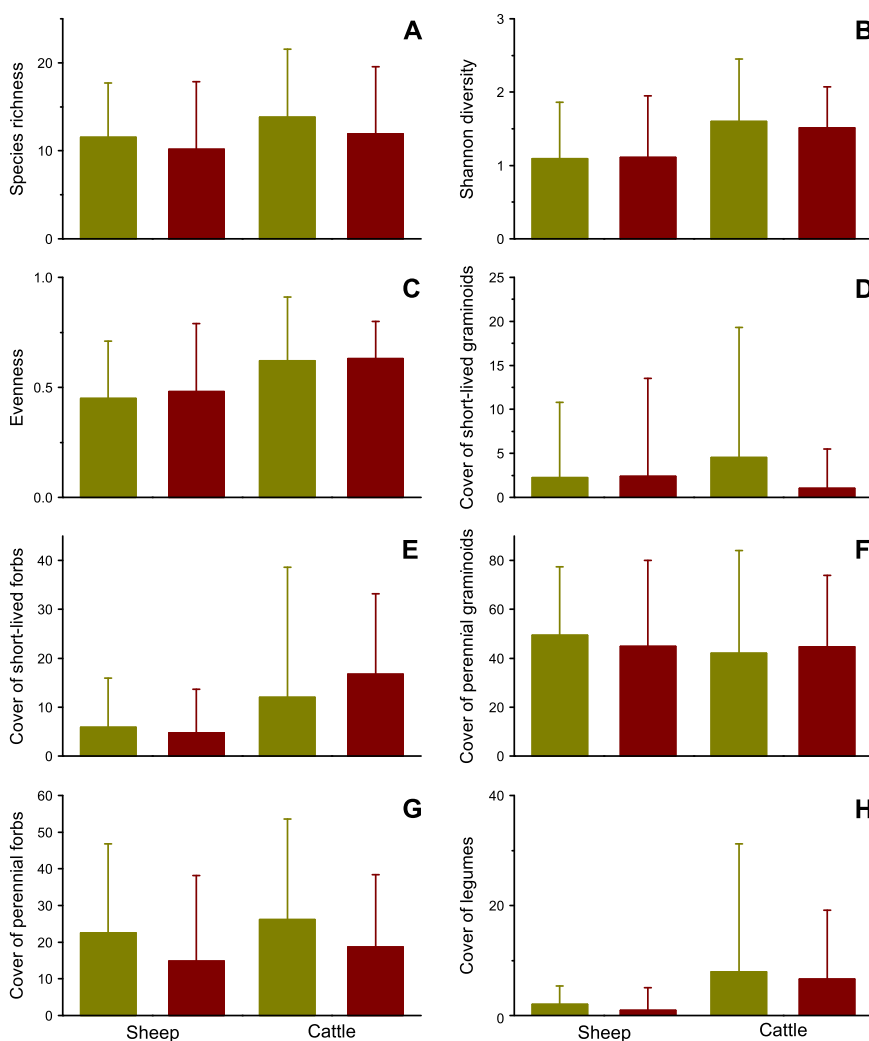 A
Species richness
20
10
0
B
Shannon diversity
3
2
1
0
C
Evenness
1.0
0.5
0.0
D
Cover of short-lived graminoids
25
20
15
10
5
0
E
Cover of short-lived forbs
40
30
20
10
0
F
Cover of perennial graminoids
80
60
40
20
0
G
Cover of perennial forbs
60
50
40
30
20
10
0
Sheep Cattle
H
Cover of legumes
40
20
0
Sheep Cattle